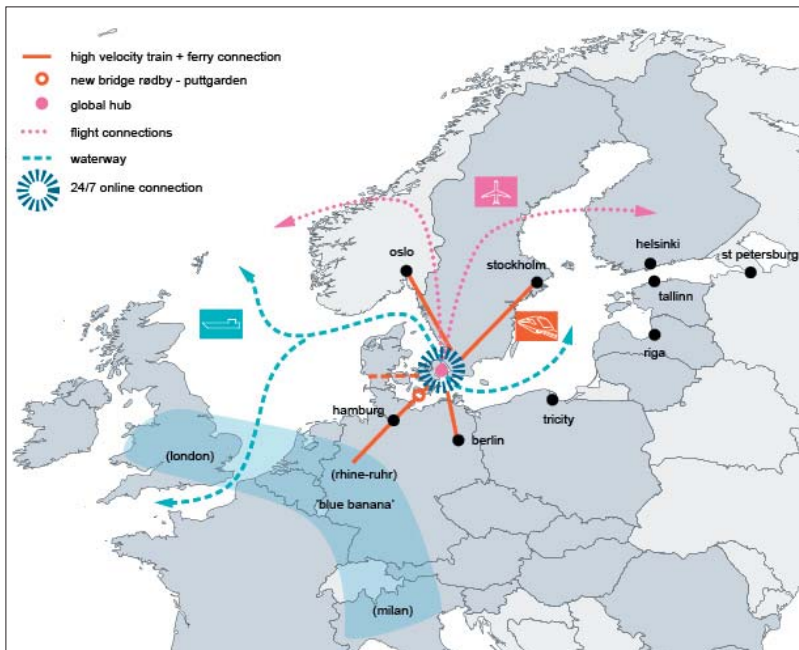 high velocity train + ferry connection
new bridge rødby - puttgarden
global hub
flight connections
waterway
24/7 online connection
oslo
stockholm
helsinki
st petersburg
tallinn
riga
hamburg
tricity
berlin
(london)
(rhine-ruhr)
'blue banana'
(milan)